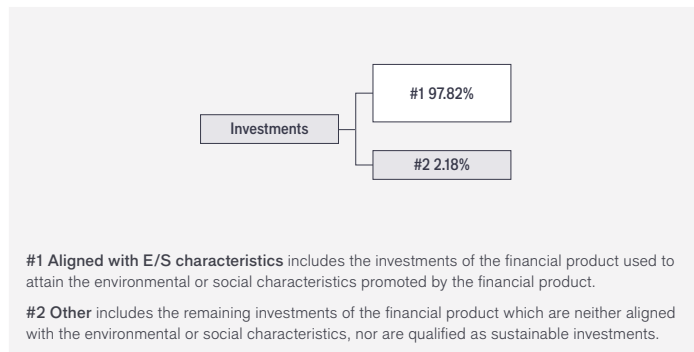 #1 97.82%
Investments
#2 2.18%
#1 Aligned with E/S characteristics includes the investments of the financial product used to
attain the environmental or social characteristics promoted by the financial product.
#2 Other includes the remaining investments of the financial product which are neither aligned
with the environmental or social characteristics, nor are qualified as sustainable investments.